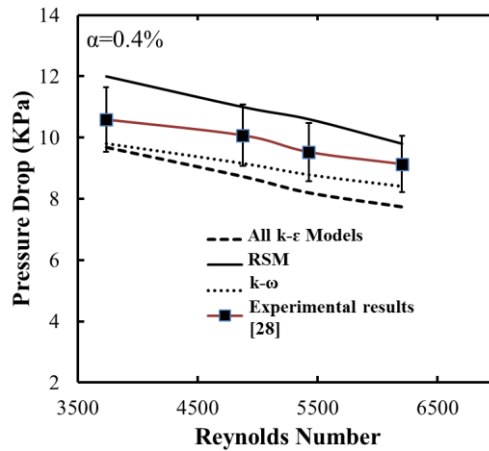 14
12
10
8
6
4
2
Pressure Drop (KPa)
α=0.4%
All k-ε Models
RSM
k-ω
Experimental results
[28]
3500
4500
5500
6500
Reynolds Number